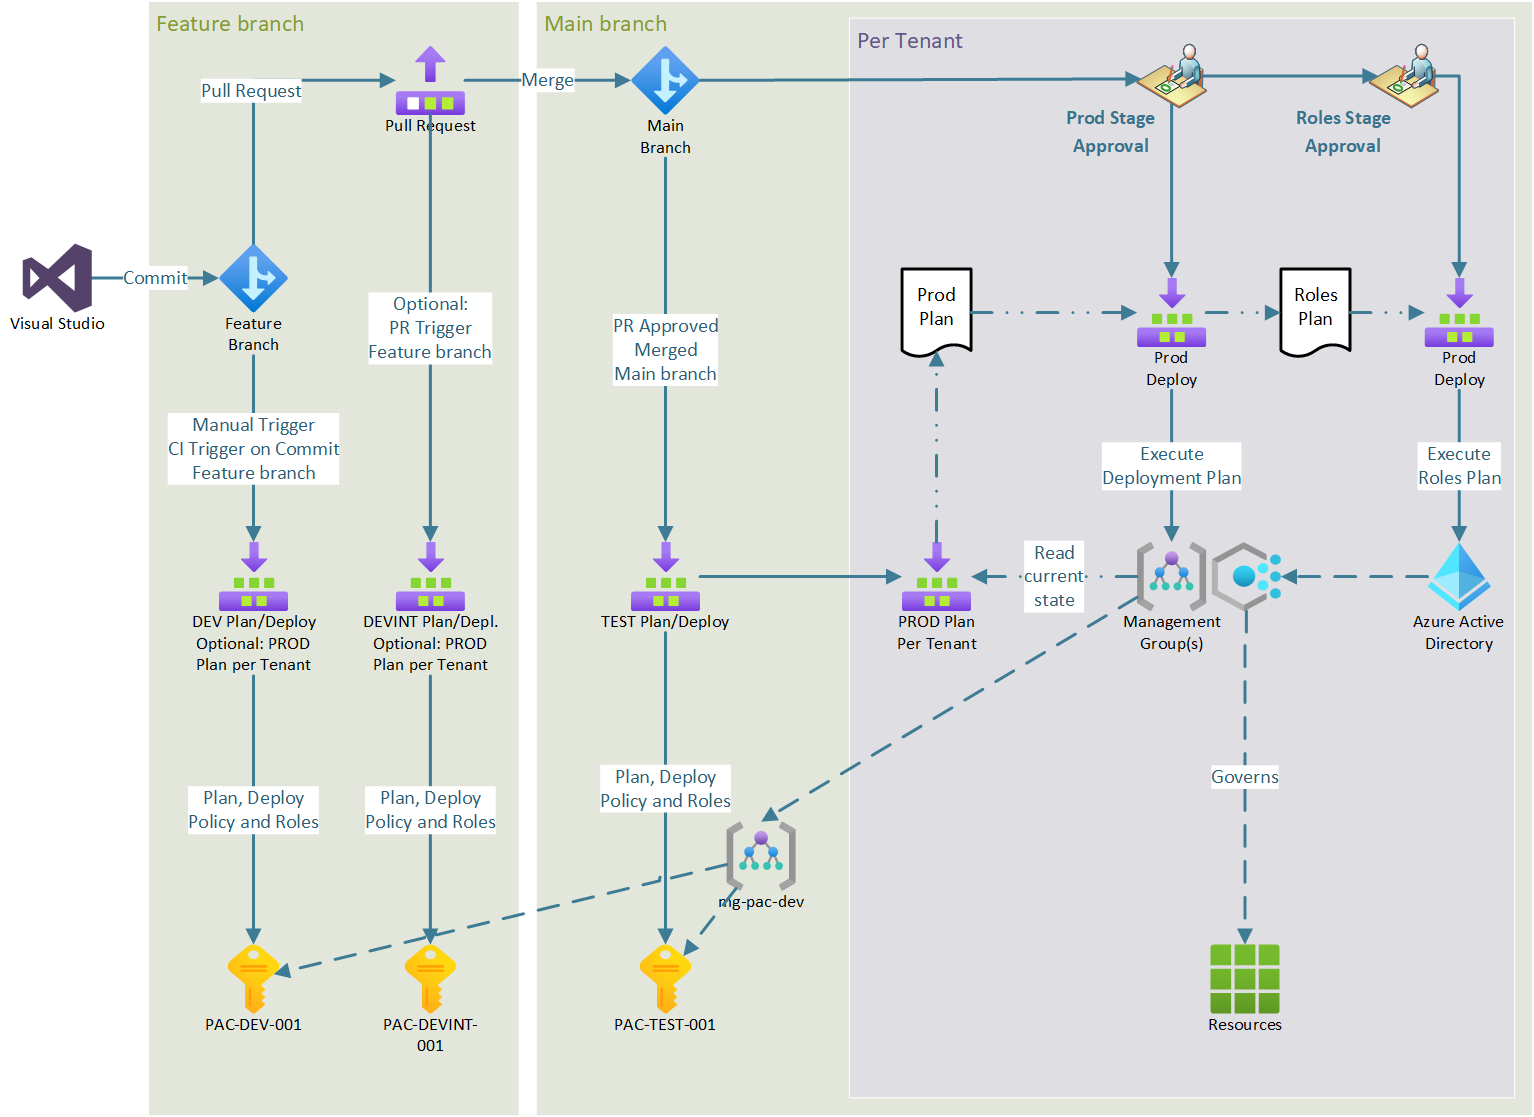 Feature branch
Main branch
Per Tenant
Pull Request
Merge
Pull Request
Main
Branch
Prod Stage
Approval
Roles Stage
Approval
Commit
Visual Studio
Feature
Branch
Optional:
PR Trigger
Feature branch
PR Approved
Merged
Main branch
Prod
Plan
Roles
Plan
Prod
Deploy
Prod
Deploy
Manual Trigger
CI Trigger on Commit
Feature branch
Execute
Deployment Plan
Execute
Roles Plan
Read
current
state
DEV Plan/Deploy
Optional: PROD
Plan per Tenant
DEVINT Plan/Depl.
Optional: PROD
Plan per Tenant
TEST Plan/Deploy
PROD Plan
Per Tenant
Management
Group(s)
Azure Active
Directory
Plan, Deploy
Policy and Roles
Plan, Deploy
Policy and Roles
Plan, Deploy
Policy and Roles
Governs
mg-pac-dev
PAC-DEV-001
PAC-DEVINT-
001
PAC-TEST-001
Resources